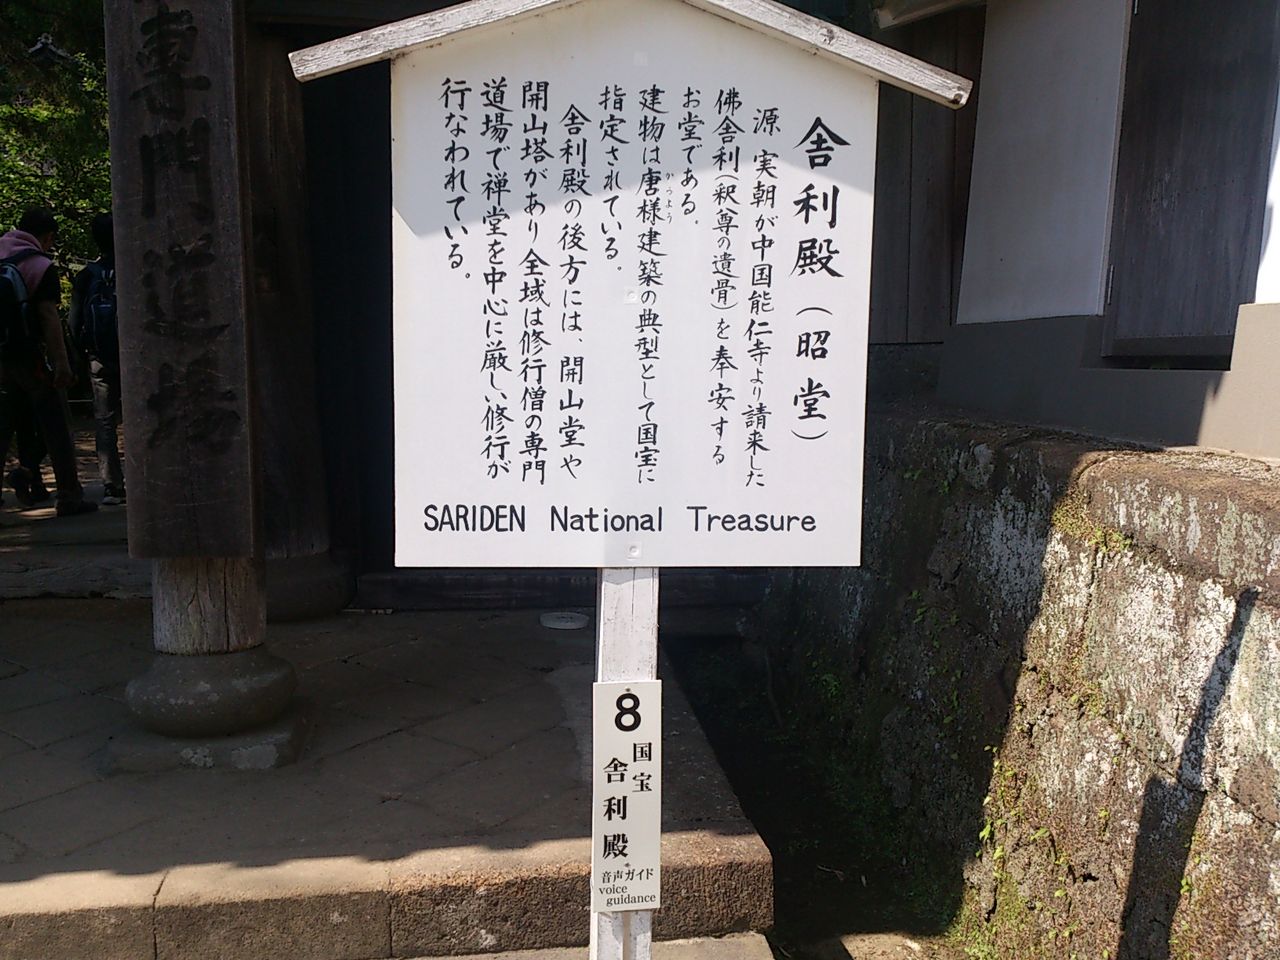 舎利殿（昭堂）
源実朝が中国能仁寺より請来した
佛舎利（釈尊の遺骨）を奉安する
お堂である。
建物は唐様建築の典型として国宝に
からよう
指定されている。
舎利殿の後方には、開山堂や
開山塔があり全域は修行僧の専門
道場で禅堂を中心に厳しい修行が
行なわれている。
SARIDEN National Treasure
8
国宝
舎利殿
音声ガイド
voice
guidance
専門道場